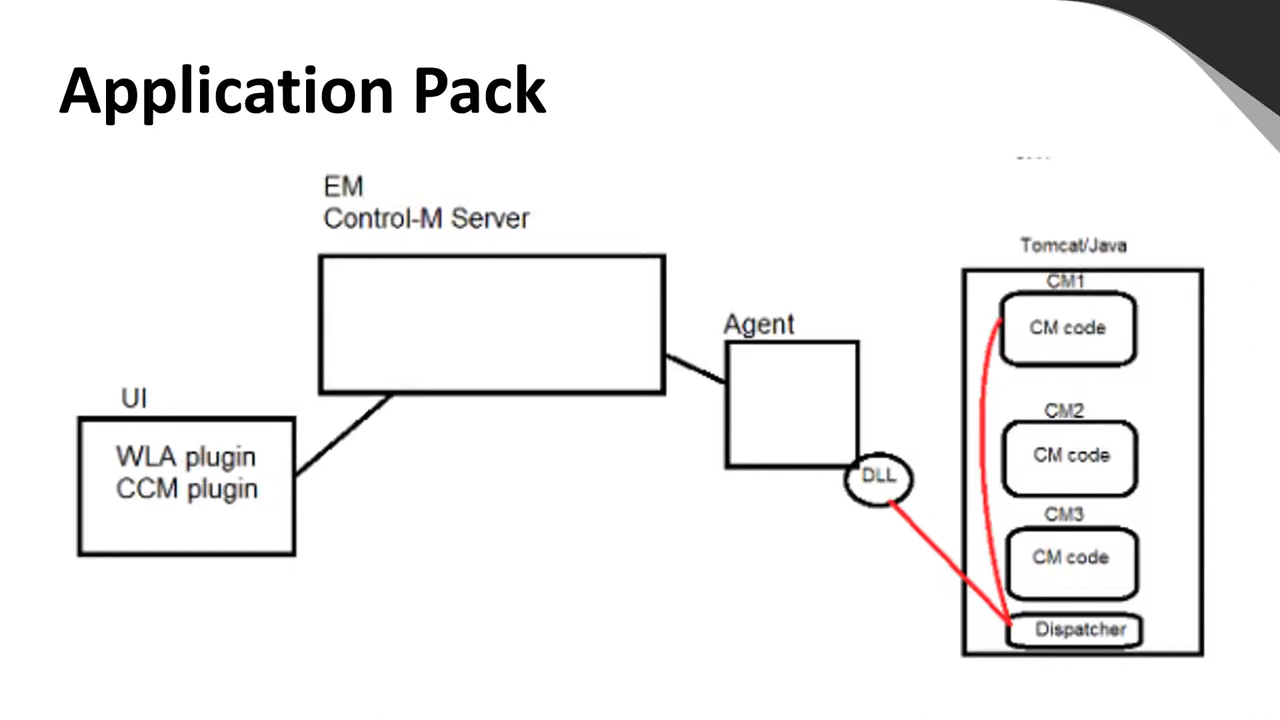 Application Pack
EM
Control-M Server
Tomcat/Java
CM1
CM code
Agent
UI
WLA plugin
CCM plugin
DLL
CM2
CM code
CM3
CM code
Dispatcher